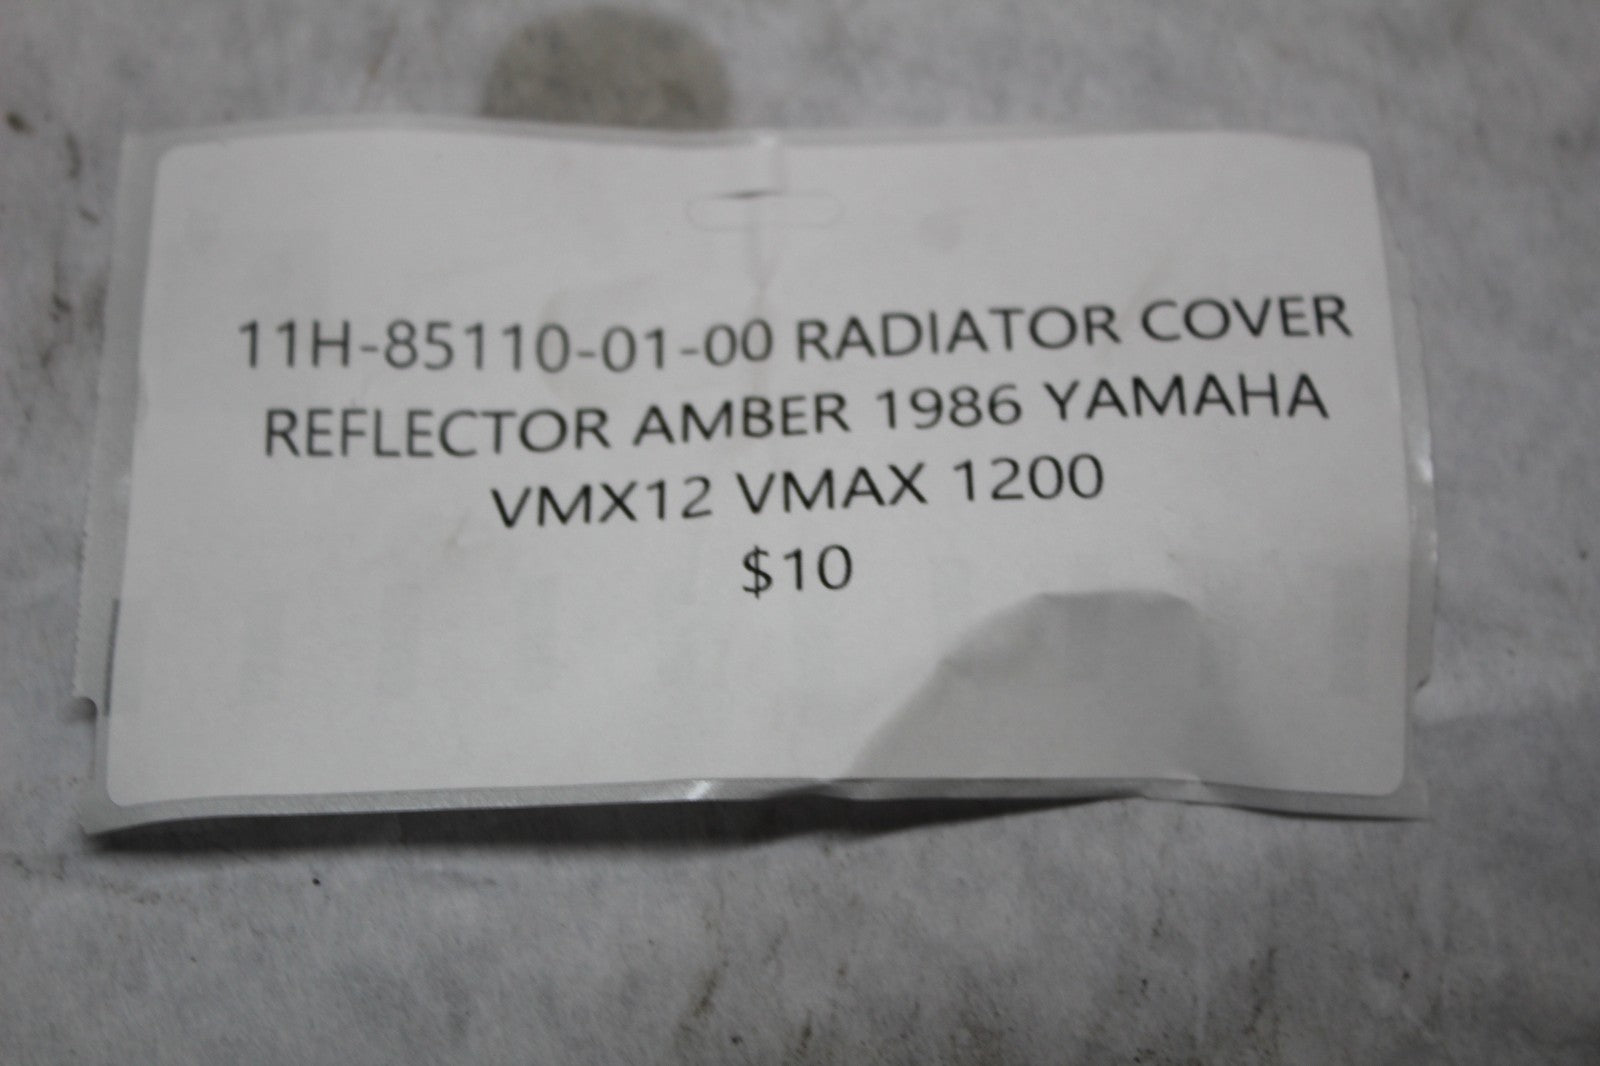 11H-85110-01-00 RADIATOR COVER
REFLECTOR AMBER 1986 YAMAHA
VMX12 VMAX 1200
$10